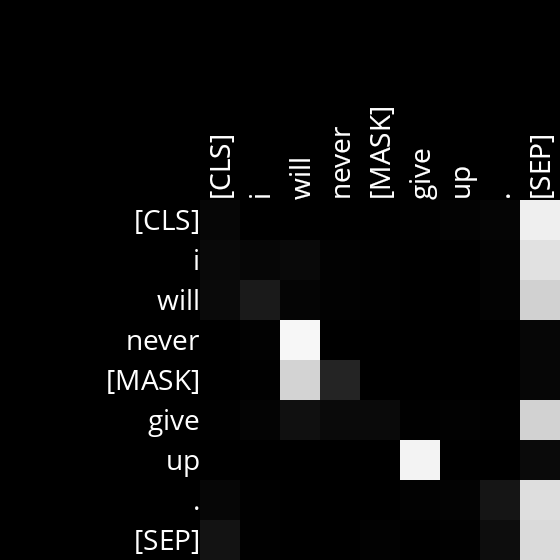 [CLS] i will never [MASK] give up . [SEP]
[CLS]
i
will
never
[MASK]
give
up
.
[SEP]